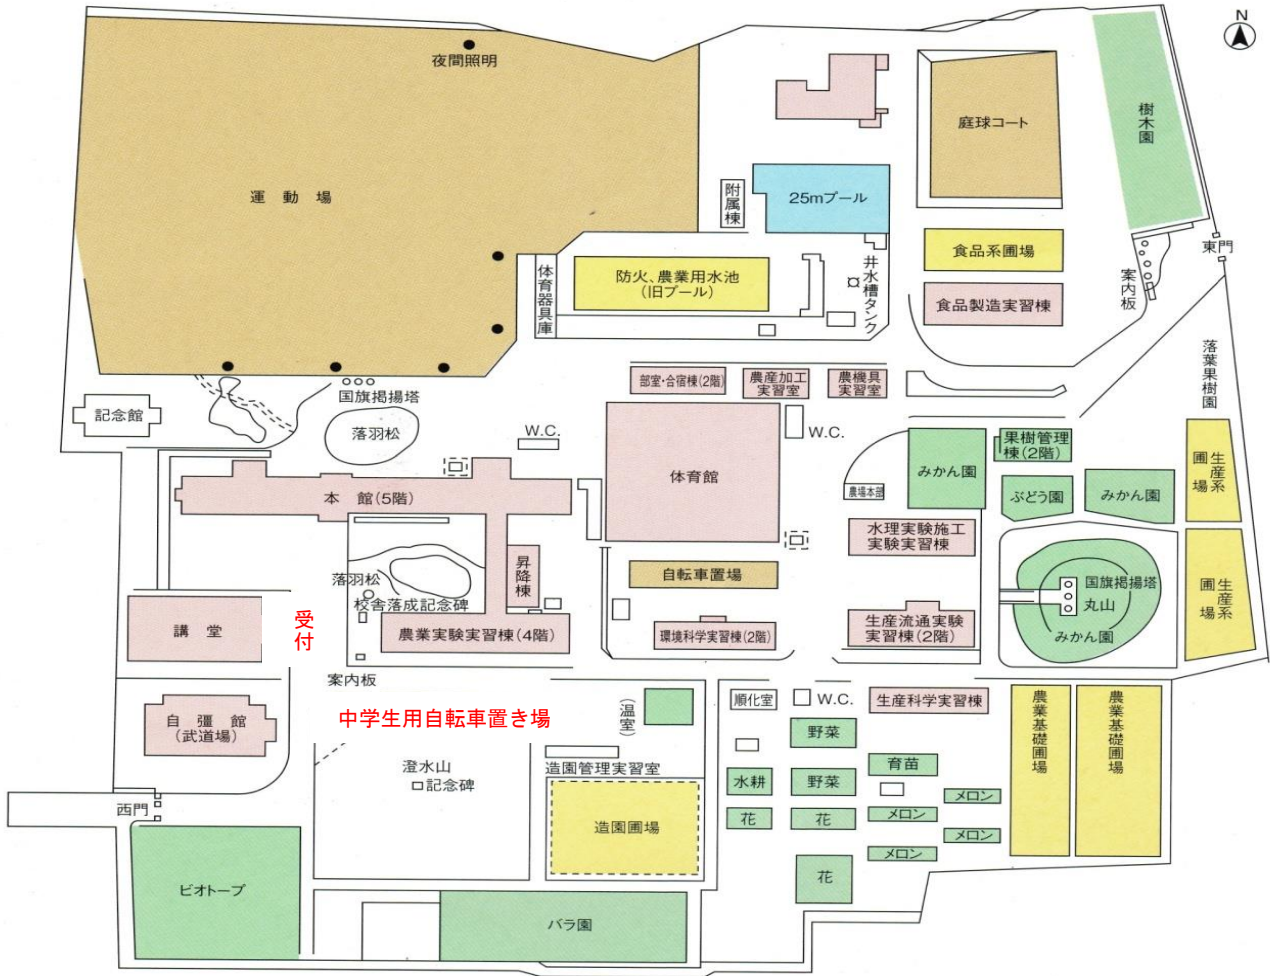 N
夜間照明
運動場
庭球コート
樹木園
附属棟
25mプール
食品系圃場
東門
案内板
井水槽タンク
体育器具庫
防火、農業用水池
(旧プール)
食品製造実習棟
落葉果樹園
国旗掲揚塔
記念館
落羽松
部室・合宿棟(2階)
農産加工
実習室
農機具
実習室
W.C.
W.C.
体育館
本館(5階)
農場本部
みかん園
果樹管理
棟(2階)
ぶどう園
みかん園
生産系
圃場
水理実験施工
実験実習棟
昇降棟
落羽松
校舎落成記念碑
自転車置場
国旗掲揚塔
丸山
みかん園
生産系
圃場
講堂
受付
農業実験実習棟(4階)
環境科学実習棟(2階)
生産流通実験
実習棟(2階)
案内板
自彊館
(武道場)
中学生用自転車置き場
(温室)
順化室
W.C.
生産科学実習棟
農業基礎圃場
農業基礎圃場
野菜
澄水山
記念碑
造園管理実習室
水耕
野菜
育苗
メロン
西門
造園圃場
花
花
メロン
メロン
メロン
花
ビオトープ
バラ園